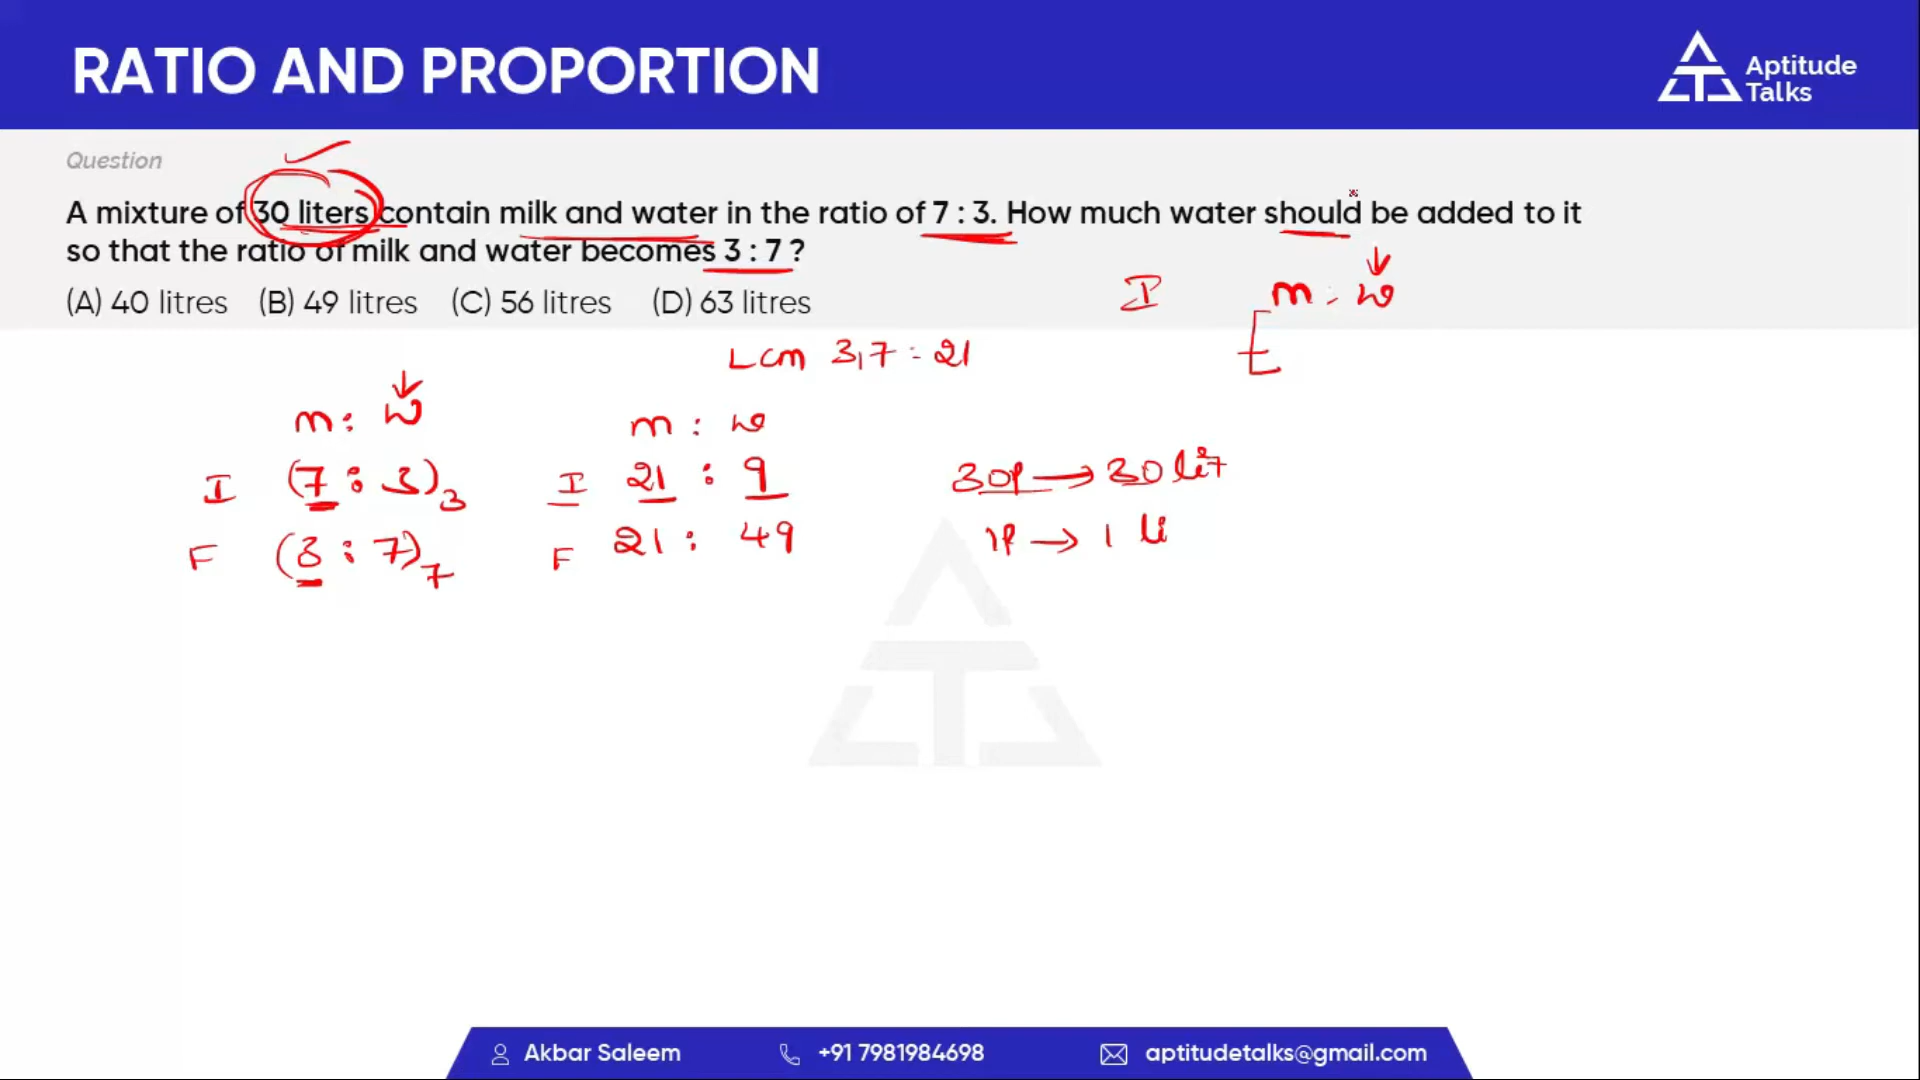 RATIO AND PROPORTION
Aptitude
Talks
Question
A mixture of 30 liters contain milk and water in the ratio of 7 : 3. How much water should be added to it
so that the ratio of milk and water becomes 3 : 7 ?
(A) 40 litres (B) 49 litres (C) 56 litres (D) 63 litres
I m : w
Lcm 3,7 = 21
m : w
I (7 : 3)3
F (3 : 7)7
m : w
I 21 : 9
F 21 : 49
30P → 30 lit
1P → 1 li
Akbar Saleem +91 7981984698 aptitudetalks@gmail.com